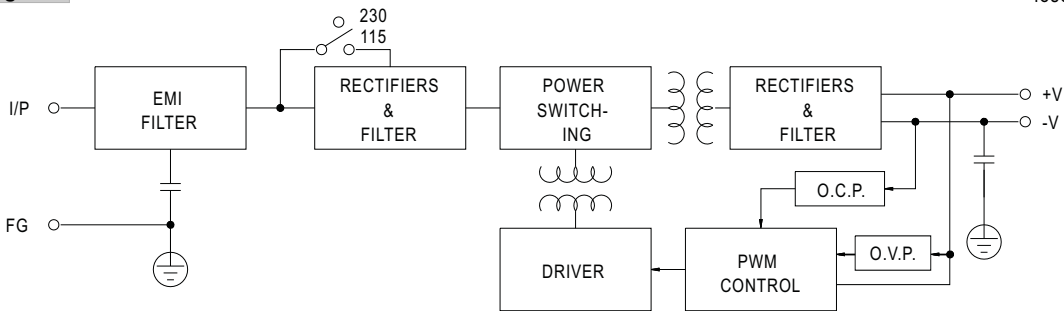 230
115
I/P
EMI
FILTER
RECTIFIERS
&
FILTER
POWER
SWITCH-
ING
RECTIFIERS
&
FILTER
+V
-V
O.C.P.
FG
DRIVER
PWM
CONTROL
O.V.P.